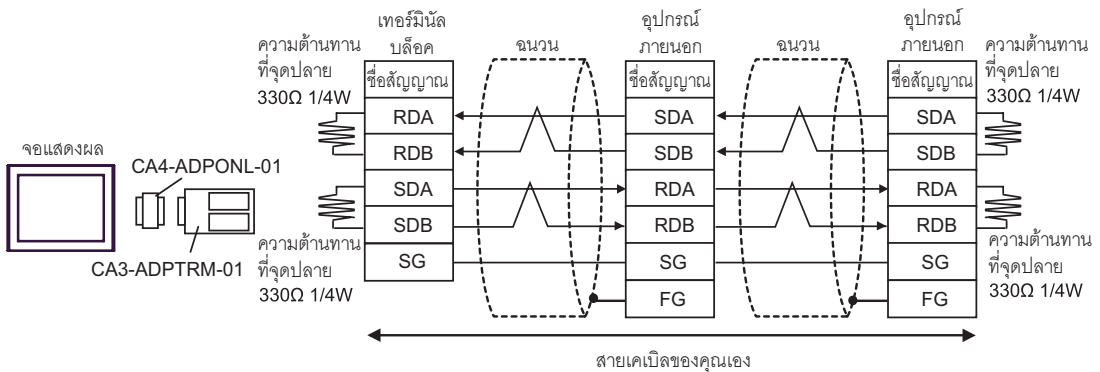 จอแสดงผล
CA4-ADPONL-01
CA3-ADPTRM-01
ความต้านทาน
ที่จุดปลาย
330Ω 1/4W
ความต้านทาน
ที่จุดปลาย
330Ω 1/4W
เทอร์มินัล
บล็อค
ชื่อสัญญาณ
RDA
RDB
SDA
SDB
SG
ฉนวน
อุปกรณ์
ภายนอก
ชื่อสัญญาณ
SDA
SDB
RDA
RDB
SG
FG
ฉนวน
อุปกรณ์
ภายนอก
ชื่อสัญญาณ
SDA
SDB
RDA
RDB
SG
FG
ความต้านทาน
ที่จุดปลาย
330Ω 1/4W
ความต้านทาน
ที่จุดปลาย
330Ω 1/4W
สายเคเบิลของคุณเอง